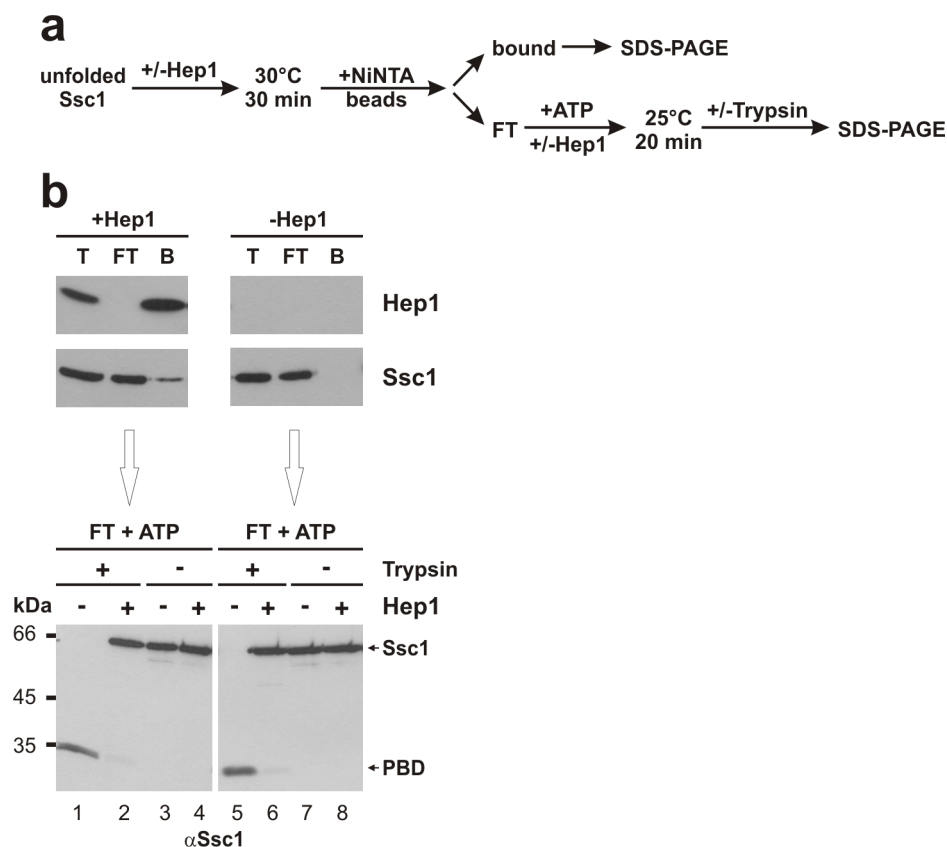 a
unfolded Ssc1 +/-Hep1 30°C 30 min +NiNTA beads
bound SDS-PAGE
FT +ATP +/-Hep1 25°C 20 min +/-Trypsin SDS-PAGE
b
+Hep1 -Hep1
T FT B T FT B
Hep1
Ssc1
FT + ATP FT + ATP
+ - + - Trypsin
kDa - + - + - + - + Hep1
66 Ssc1
45
35 PBD
1 2 3 4 5 6 7 8
αSsc1